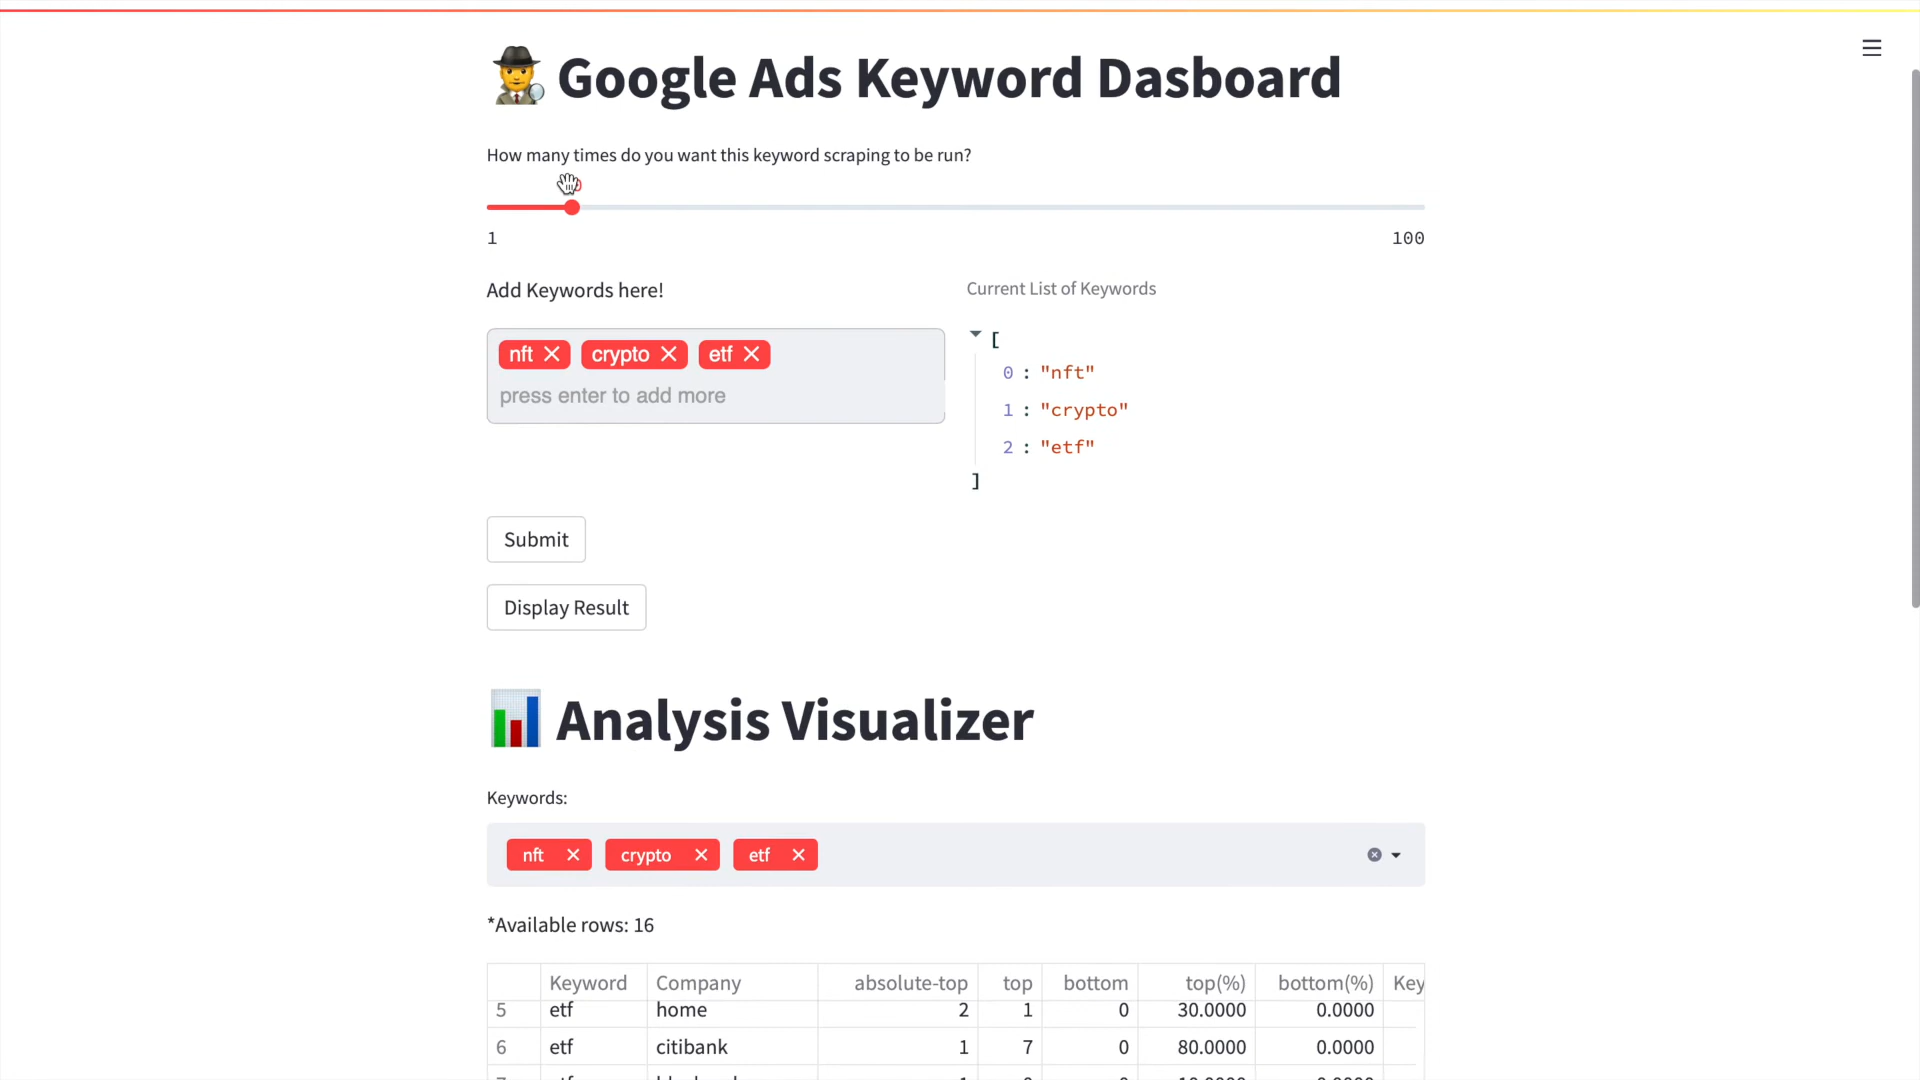 Google Ads Keyword Dasboard
How many times do you want this keyword scraping to be run?
1 100
Add Keywords here!
Current List of Keywords
nft crypto etf
press enter to add more
[
0 : "nft"
1 : "crypto"
2 : "etf"
]
Submit
Display Result
Analysis Visualizer
Keywords:
nft crypto etf
*Available rows: 16
Keyword Company absolute-top top bottom top(%) bottom(%) Key
5 etf home 2 1 0 30.0000 0.0000
6 etf citibank 1 7 0 80.0000 0.0000